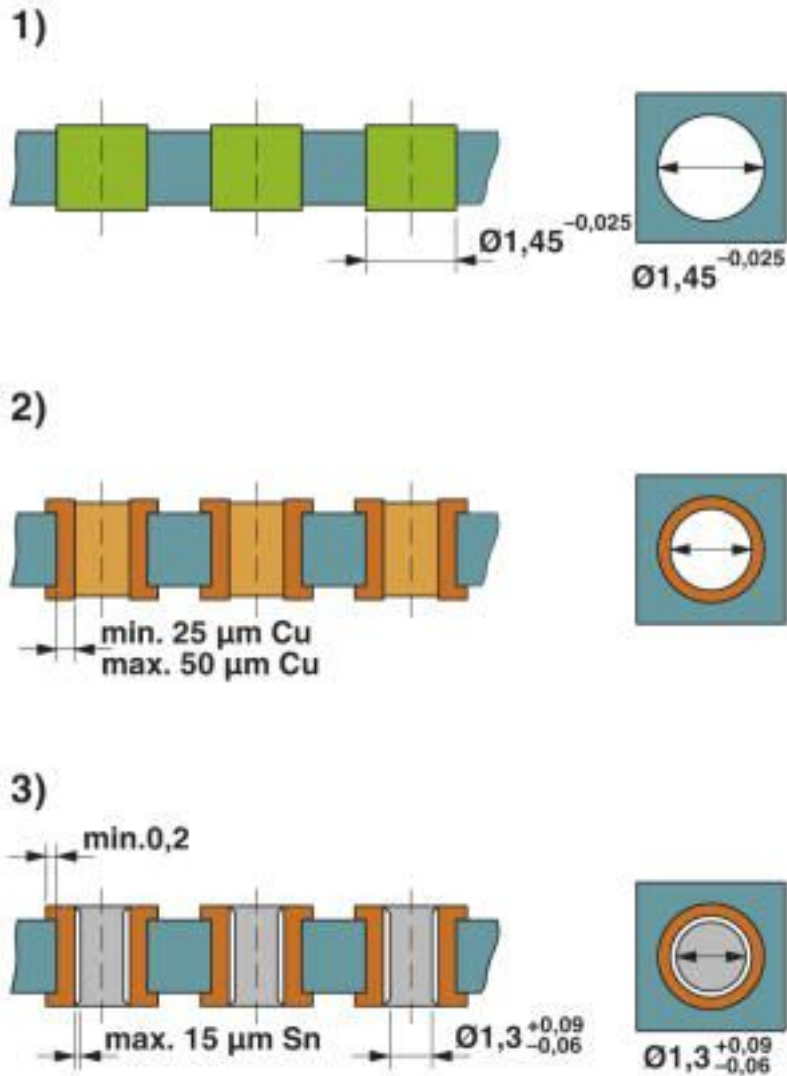 1)
Ø1,45 −0,025
Ø1,45 −0,025
2)
min. 25 µm Cu
max. 50 µm Cu
3)
min.0,2
max. 15 µm Sn
Ø1,3 +0,09 −0,06
Ø1,3 +0,09 −0,06